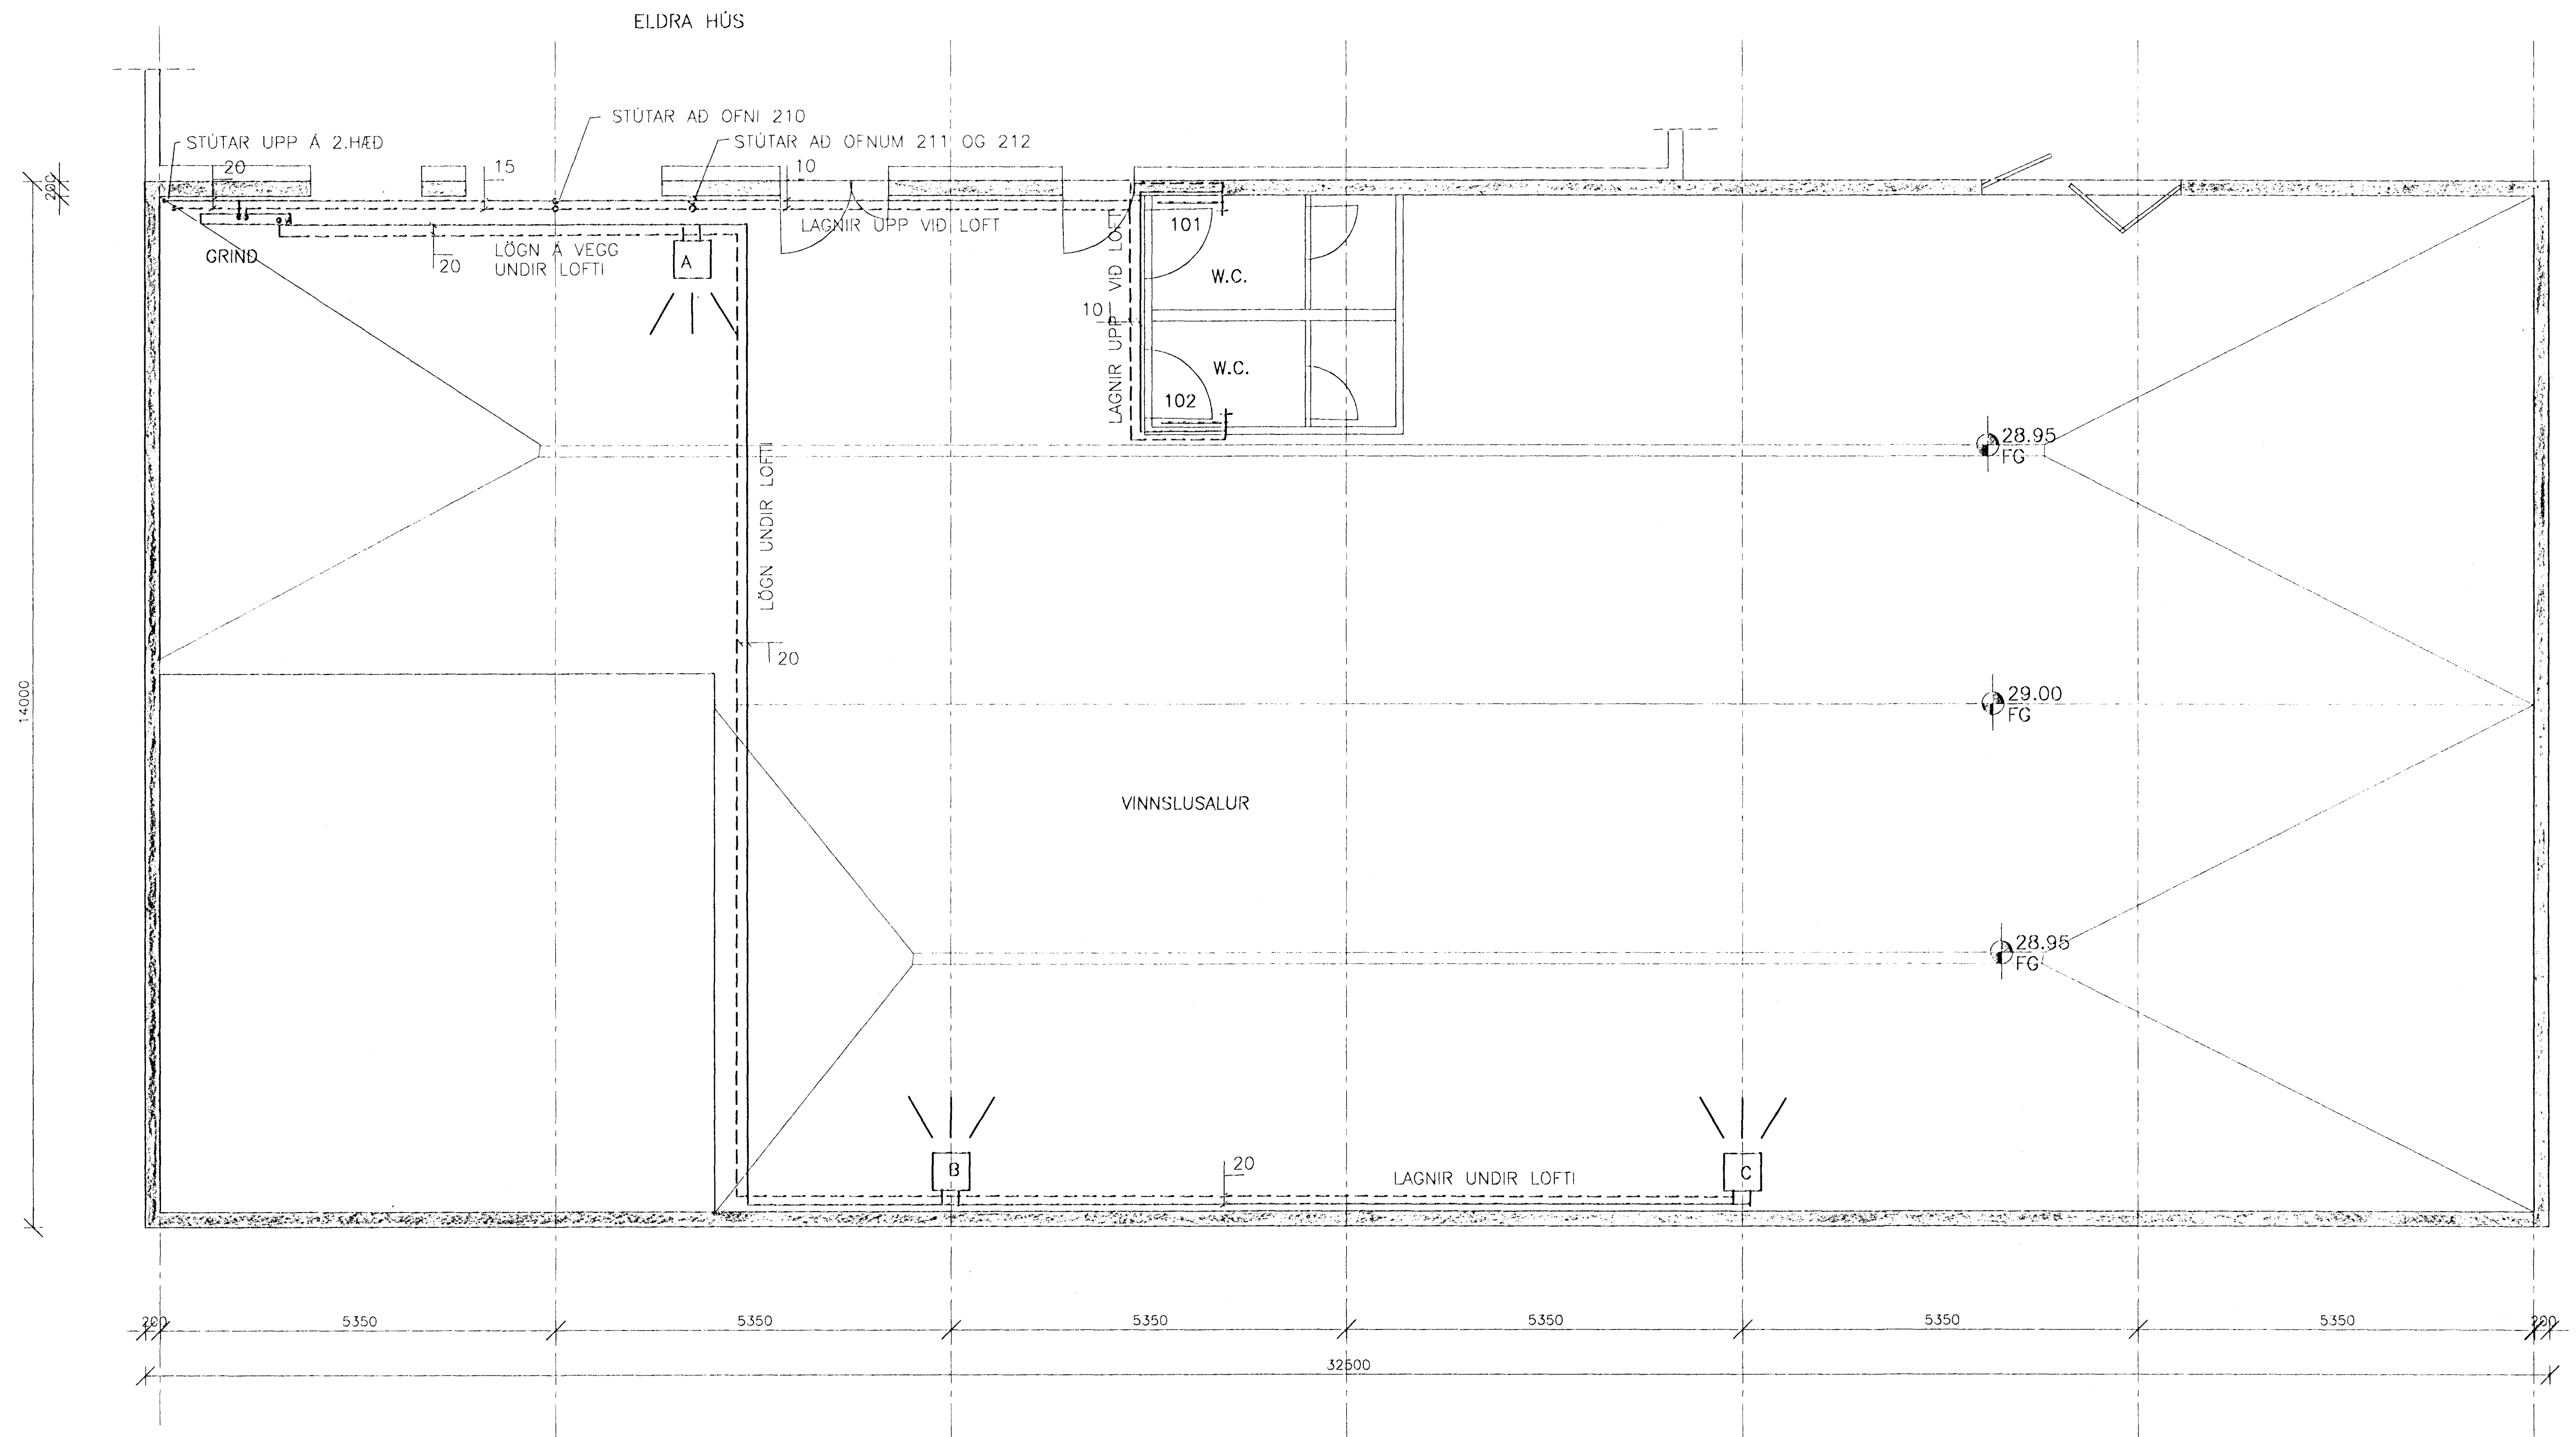 ELDRA HÚS
STÚTAR AÐ OFNI 210
STÚTAR UPP Á 2.HÆÐ
STÚTAR AÐ OFNUM 211 OG 212
20
15
10
200
GRIND
20
LÖGN Á VEGG
UNDIR LOFTI
A
LAGNIR UPP VIÐ LOFT
101
W.C.
10
LAGNIR UPP VIÐ LOFT
W.C.
102
28.95
FG
LÖGN UNDIR LOFTI
20
14000
29.00
FG
VINNSLUSALUR
28.95
FG
B
20
LAGNIR UNDIR LOFTI
C
200
5350
5350
5350
5350
5350
5350
200
32500